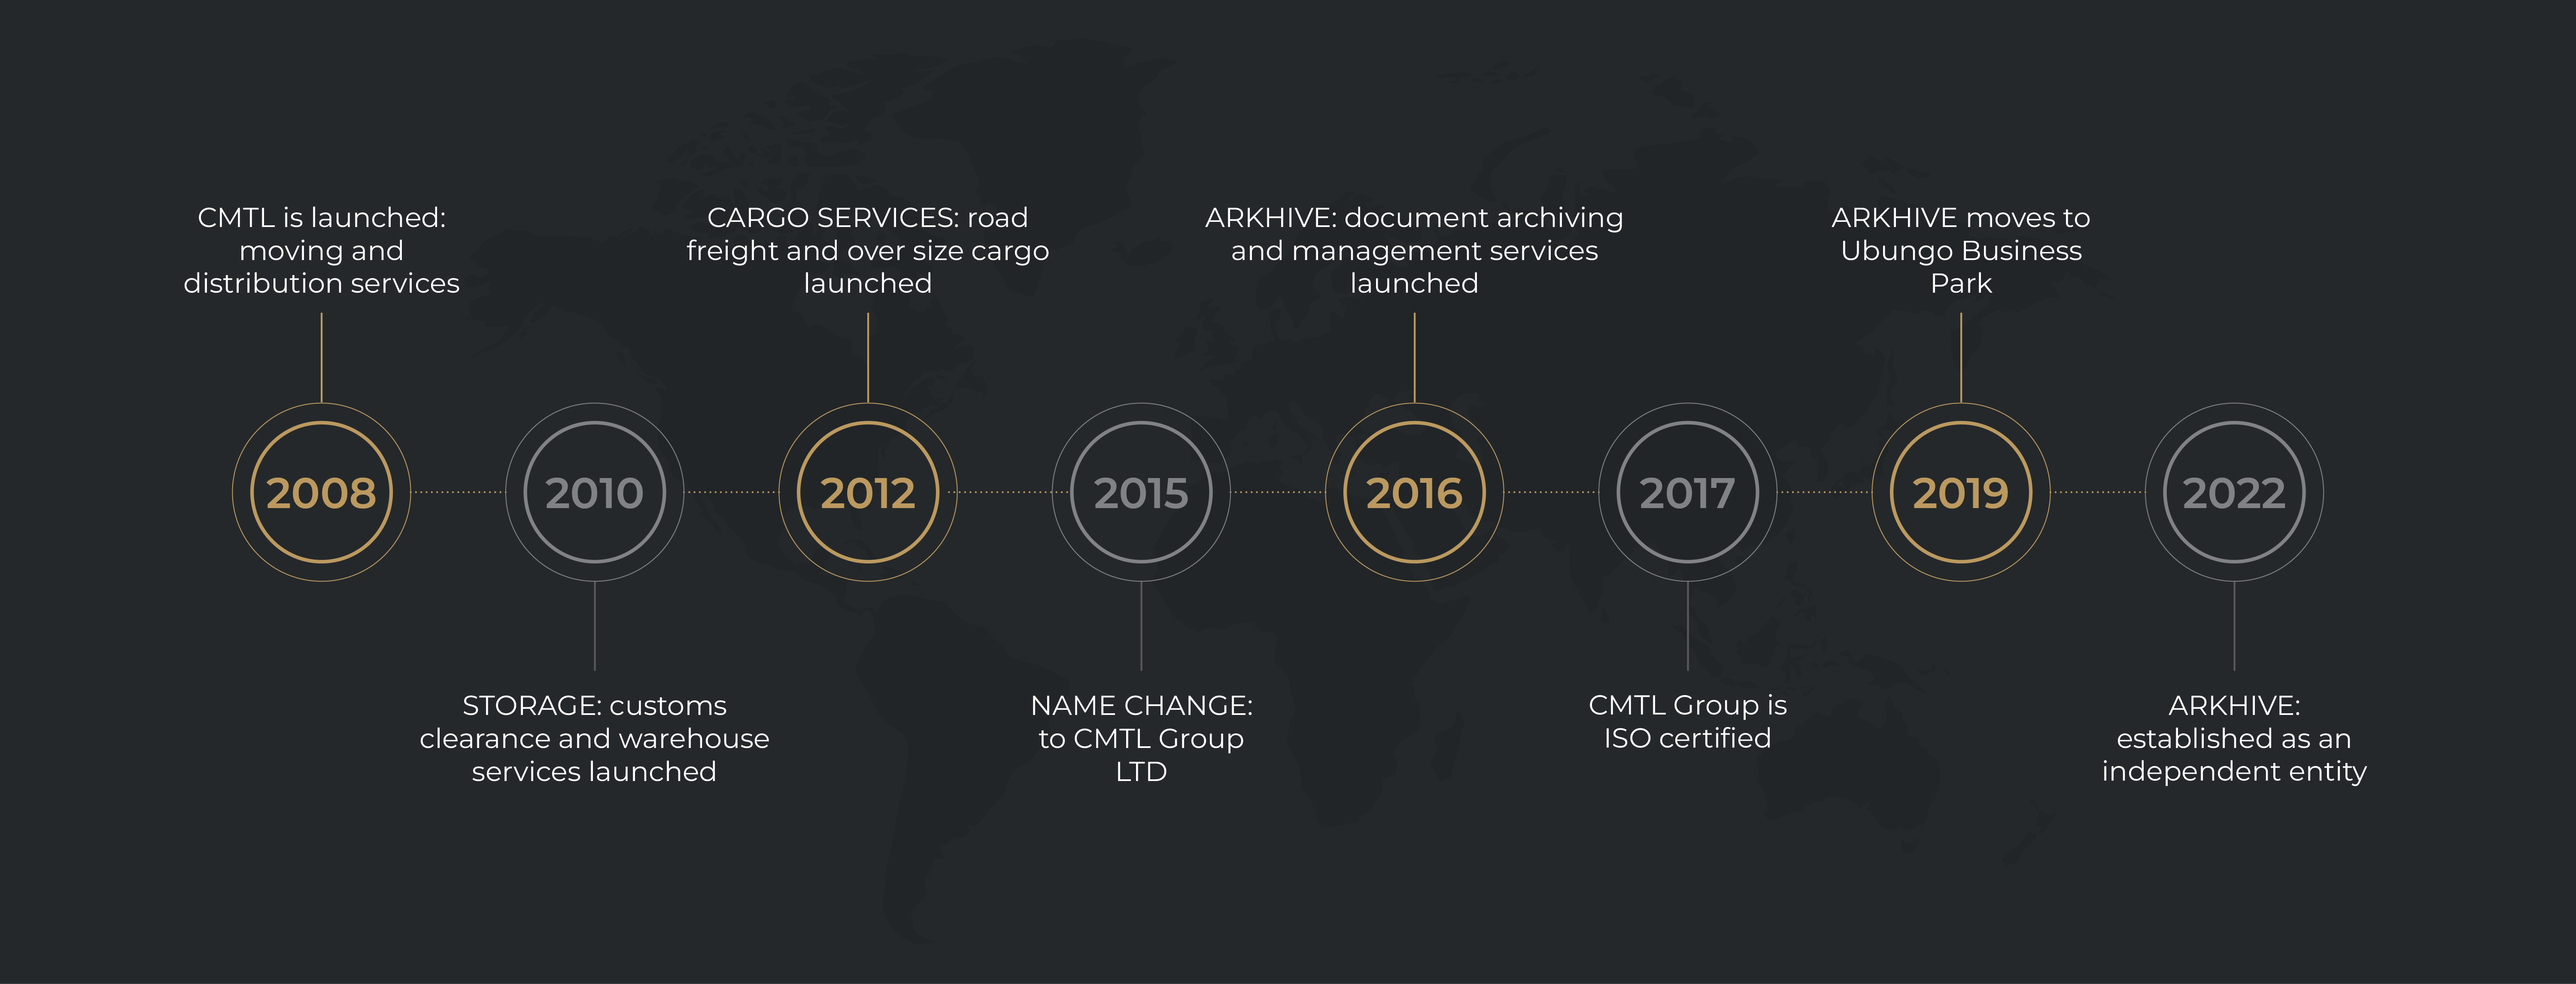 CMTL is launched:
moving and
distribution services
CARGO SERVICES: road
freight and over size cargo
launched
ARKHIVE: document archiving
and management services
launched
ARKHIVE moves to
Ubungo Business
Park
2008
2010
2012
2015
2016
2017
2019
2022
STORAGE: customs
clearance and warehouse
services launched
NAME CHANGE:
to CMTL Group
LTD
CMTL Group is
ISO certified
ARKHIVE:
established as an
independent entity